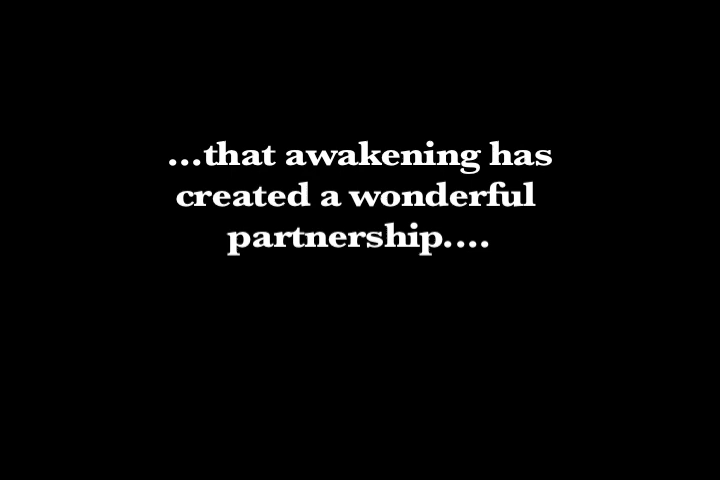 ...that awakening has
created a wonderful
partnership....